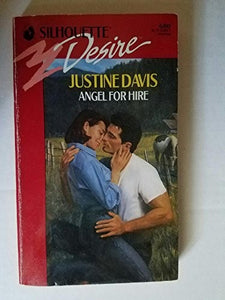 SILHOUETTE
Desire
JUSTINE DAVIS
ANGEL FOR HIRE